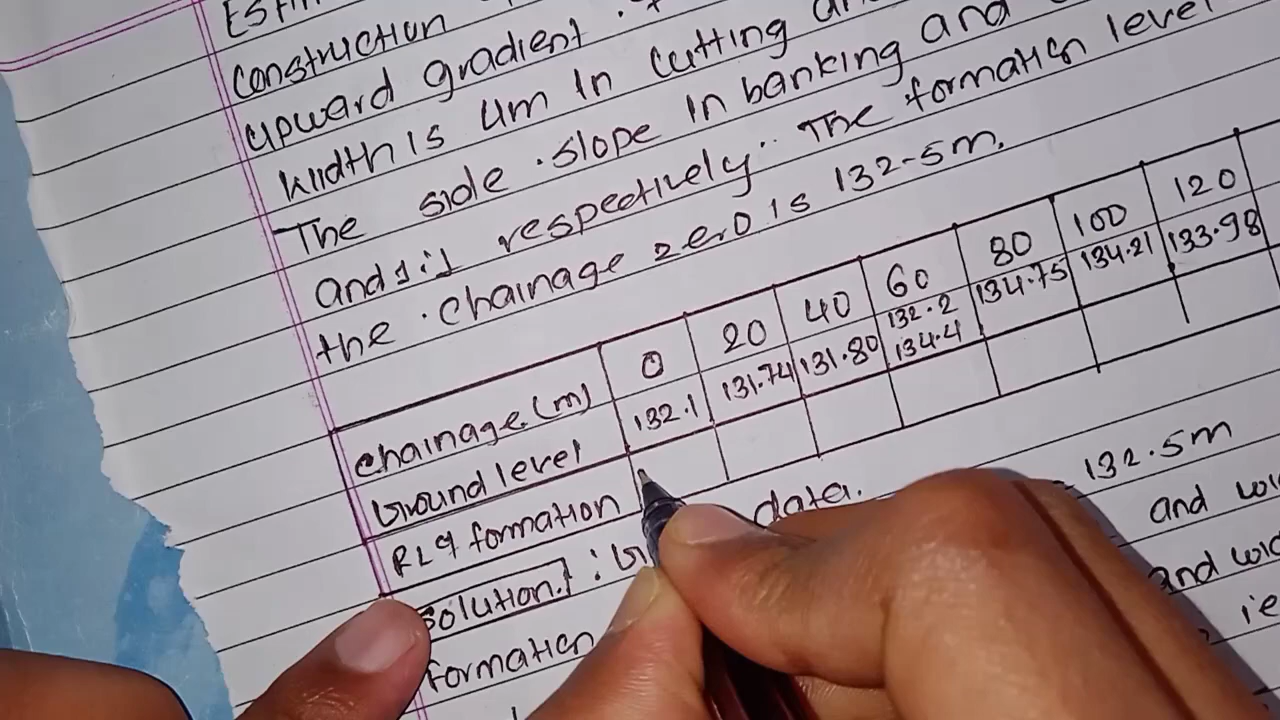 Construction
upward gradient.
width is 4m in cutting
The side slope in banking and
and 1:1 respectively. The formation level
the chainage zero is 132-5m.
chainage (m) 0 20 40 60 80 100 120
Ground level 132.1 131.74 131.80 132.2 134.4 134.75 134.21 133.98
RL of formation
Solution: data.
formation 132.5m
and
and
i.e